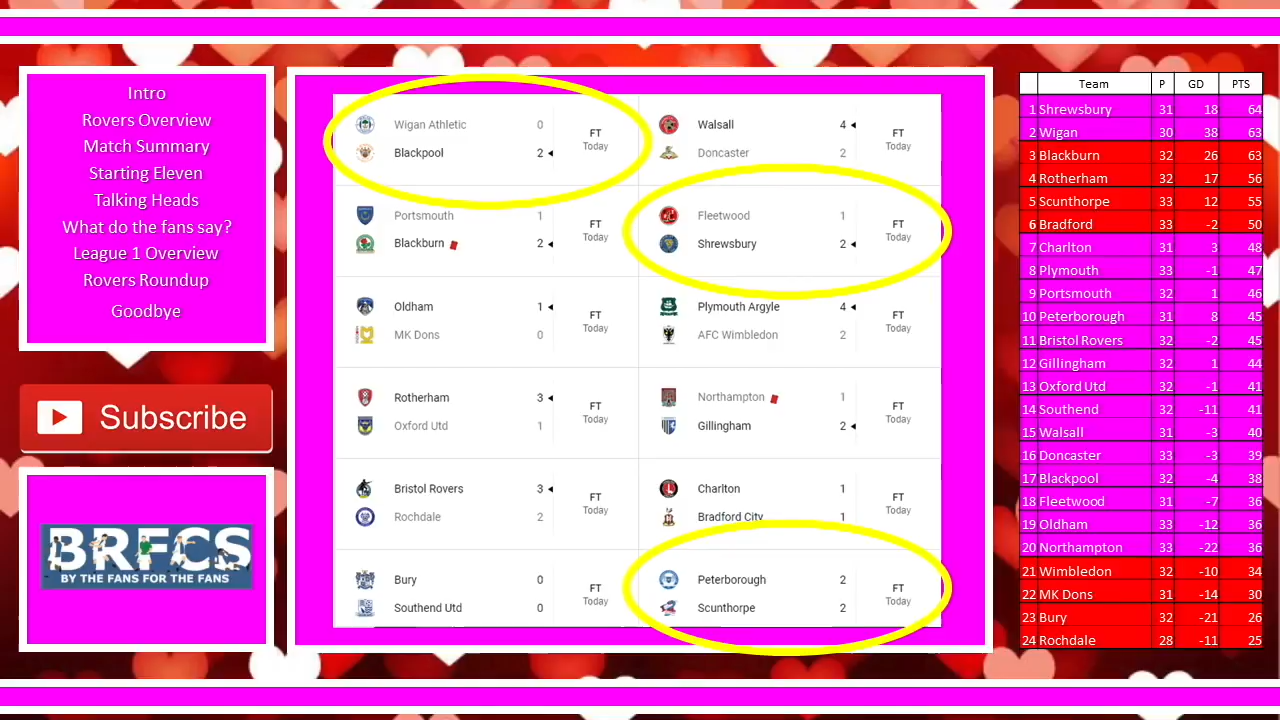 Intro
Rovers Overview
Match Summary
Starting Eleven
Talking Heads
What do the fans say?
League 1 Overview
Rovers Roundup
Goodbye
Subscribe
BRFCS
BY THE FANS FOR THE FANS
Wigan Athletic 0
Blackpool 2
FT
Today
Walsall 4
Doncaster 2
FT
Today
Portsmouth 1
Blackburn 2
FT
Today
Fleetwood 1
Shrewsbury 2
FT
Today
Oldham 1
MK Dons 0
FT
Today
Plymouth Argyle 4
AFC Wimbledon 2
FT
Today
Rotherham 3
Oxford Utd 1
FT
Today
Northampton 1
Gillingham 2
FT
Today
Bristol Rovers 3
Rochdale 2
FT
Today
Charlton 1
Bradford City 1
FT
Today
Bury 0
Southend Utd 0
FT
Today
Peterborough 2
Scunthorpe 2
FT
Today
Team P GD PTS
1 Shrewsbury 31 18 64
2 Wigan 30 38 63
3 Blackburn 32 26 63
4 Rotherham 32 17 56
5 Scunthorpe 33 12 55
6 Bradford 33 -2 50
7 Charlton 31 3 48
8 Plymouth 33 -1 47
9 Portsmouth 32 1 46
10 Peterborough 31 8 45
11 Bristol Rovers 32 -2 45
12 Gillingham 32 1 44
13 Oxford Utd 32 -1 41
14 Southend 32 -11 41
15 Walsall 31 -3 40
16 Doncaster 33 -3 39
17 Blackpool 32 -4 38
18 Fleetwood 31 -7 36
19 Oldham 33 -12 36
20 Northampton 33 -22 36
21 Wimbledon 32 -10 34
22 MK Dons 31 -14 30
23 Bury 32 -21 26
24 Rochdale 28 -11 25